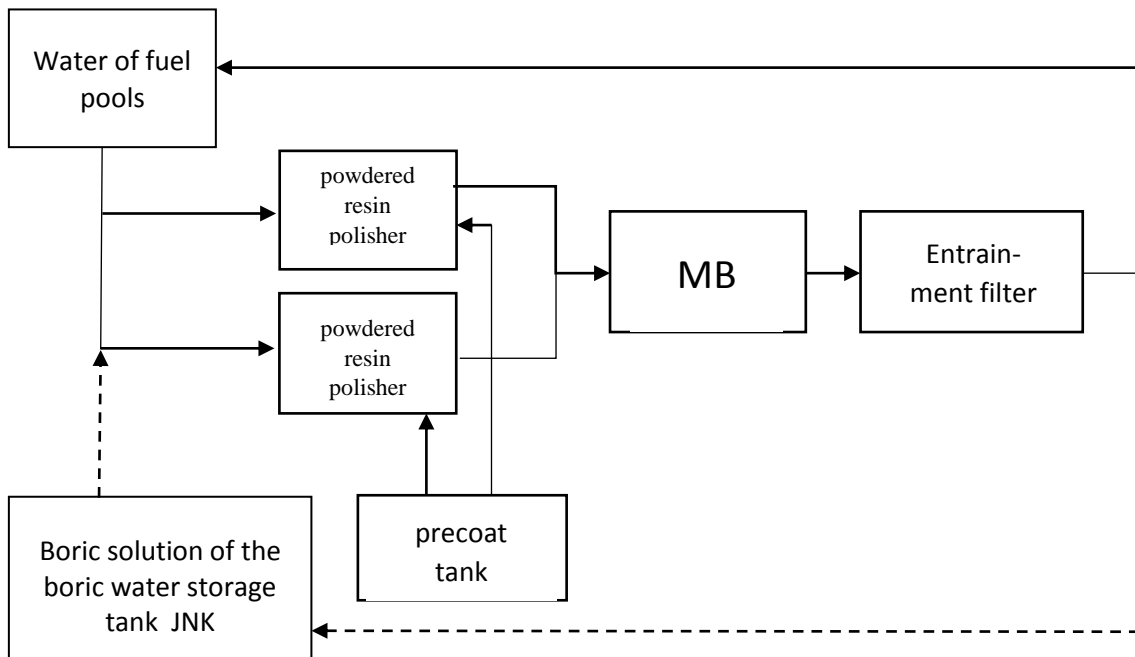 Water of fuel
pools
powdered
resin
polisher
MB
Entrain-
ment filter
powdered
resin
polisher
precoat
tank
Boric solution of the
boric water storage
tank JNK